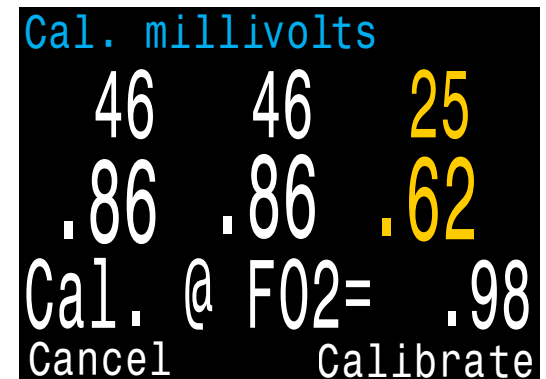 Cal. millivolts
46 46 25
.86 .86 .62
Cal. @ FO2= .98
Cancel Calibrate